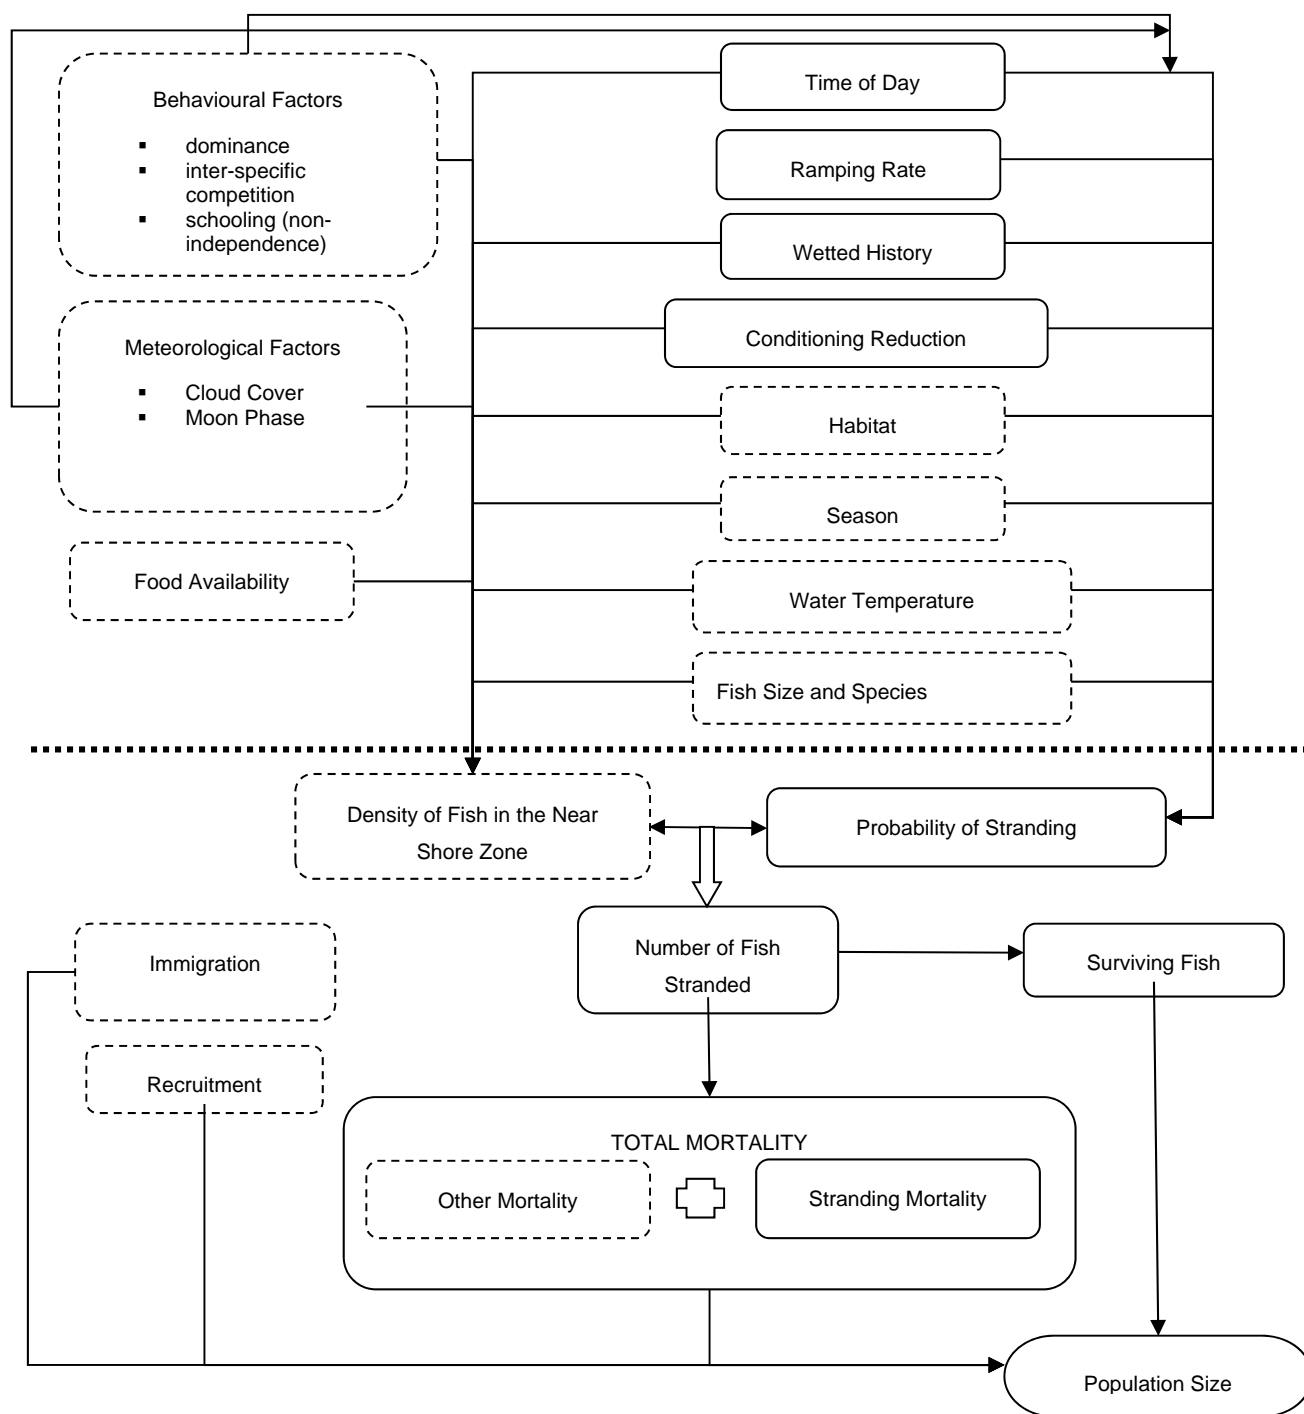 Behavioural Factors
▪ dominance
▪ inter-specific
competition
▪ schooling (non-
independence)
Meteorological Factors
▪ Cloud Cover
▪ Moon Phase
Food Availability
Time of Day
Ramping Rate
Wetted History
Conditioning Reduction
Habitat
Season
Water Temperature
Fish Size and Species
Density of Fish in the Near
Shore Zone
Probability of Stranding
Number of Fish
Stranded
Surviving Fish
Immigration
Recruitment
TOTAL MORTALITY
Other Mortality
Stranding Mortality
Population Size